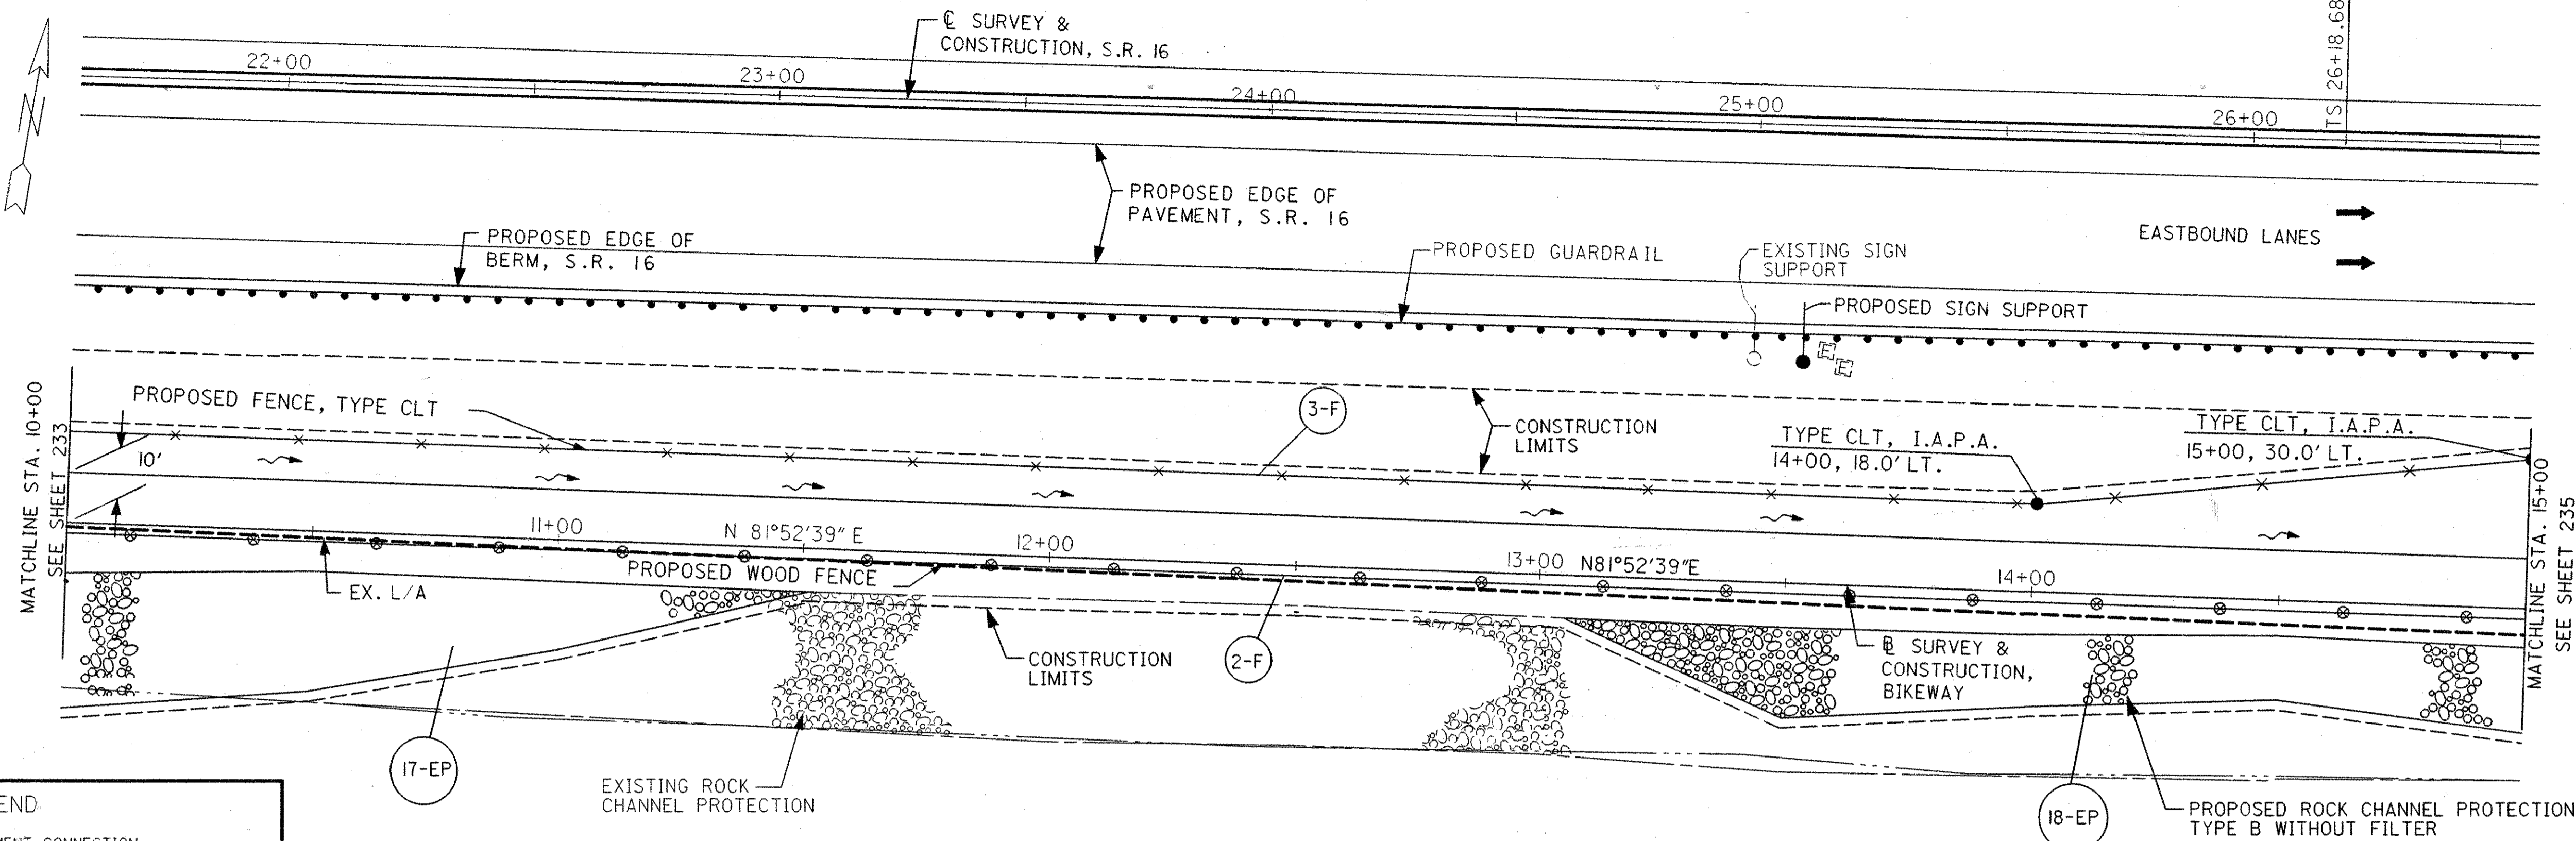 ℄ SURVEY &
CONSTRUCTION, S.R. 16
TS 26+18.68
22+00
23+00
24+00
25+00
26+00
N
PROPOSED EDGE OF
PAVEMENT, S.R. 16
EASTBOUND LANES
PROPOSED EDGE OF
BERM, S.R. 16
PROPOSED GUARDRAIL
EXISTING SIGN
SUPPORT
PROPOSED SIGN SUPPORT
E
E
MATCHLINE STA. 10+00
SEE SHEET 233
PROPOSED FENCE, TYPE CLT
10'
3-F
CONSTRUCTION
LIMITS
TYPE CLT, I.A.P.A.
14+00, 18.0' LT.
TYPE CLT, I.A.P.A.
15+00, 30.0' LT.
MATCHLINE STA. 15+00
SEE SHEET 235
11+00
N 81°52'39" E
12+00
13+00
N81°52'39"E
14+00
EX. L/A
PROPOSED WOOD FENCE
CONSTRUCTION
LIMITS
2-F
BL SURVEY &
CONSTRUCTION,
BIKEWAY
17-EP
EXISTING ROCK
CHANNEL PROTECTION
18-EP
PROPOSED ROCK CHANNEL PROTECTION
TYPE B WITHOUT FILTER
END